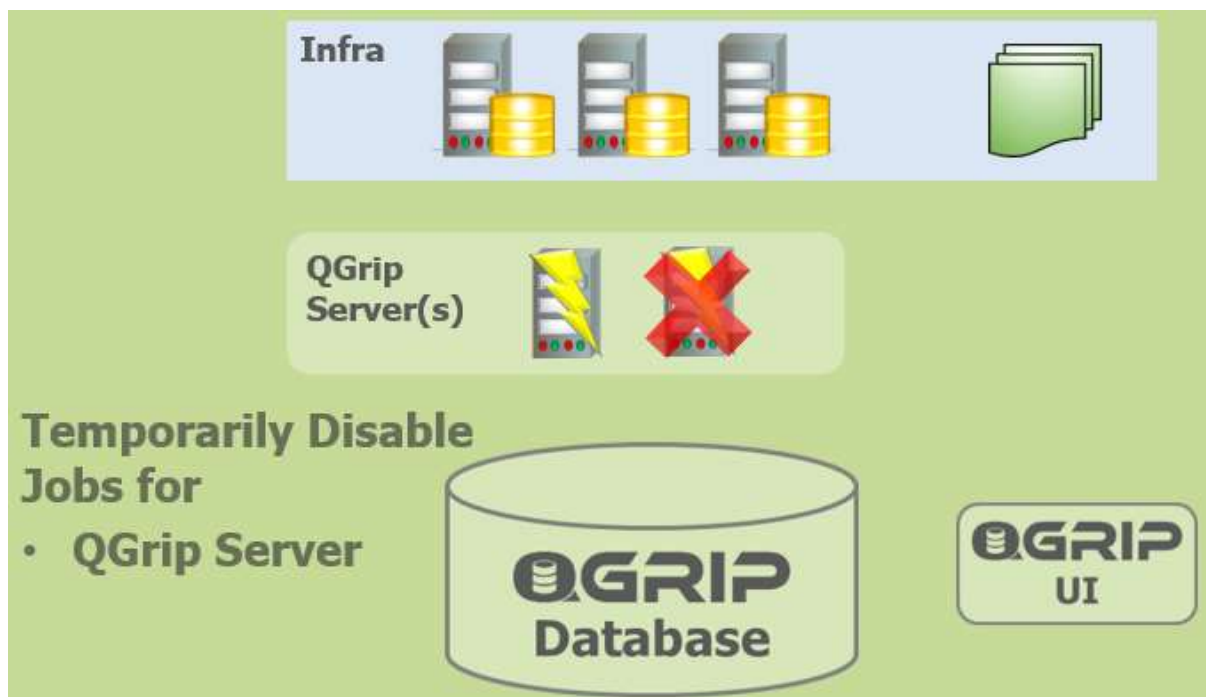 Infra
QGrip
Server(s)
Temporarily Disable
Jobs for
• QGrip Server
QGRIP
Database
QGRIP
UI